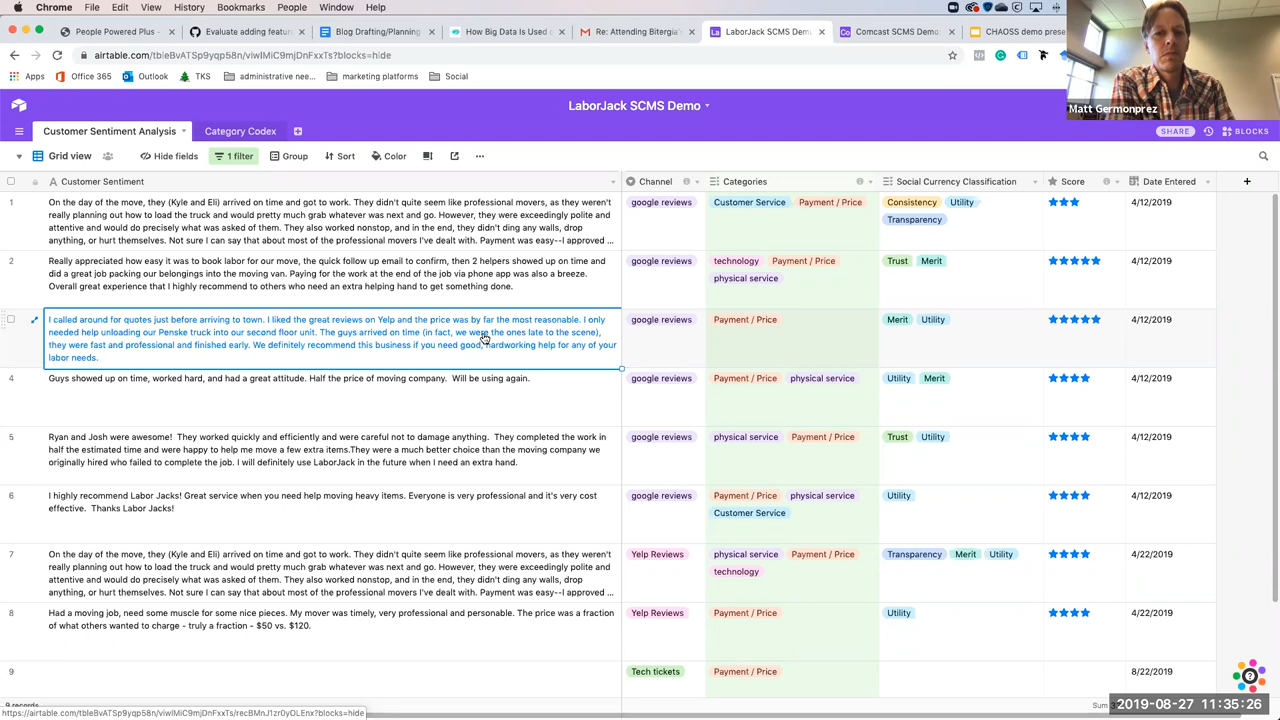 Chrome File Edit View History Bookmarks People Window Help
People Powered Plus -
Evaluate adding featur
Blog Drafting/Planning
How Big Data Is Used
Re: Attending Bitergia's
LaborJack SCMS Demo
Comcast SCMS Demo:
CHAOSS demo prese
airtable.com/tbleBvATSp9yqp58n/viwIMiC9mjDnFxxTs?blocks=hide
Apps Office 365 Outlook TKS administrative nee... marketing platforms Social
Matt Germonprez
LaborJack SCMS Demo
Customer Sentiment Analysis Category Codex SHARE BLOCKS
Grid view Hide fields 1 filter Group Sort Color
Customer Sentiment Channel Categories Social Currency Classification Score Date Entered
1 On the day of the move, they (Kyle and Eli) arrived on time and got to work. They didn't quite seem like professional movers, as they weren't google reviews Customer Service Payment / Price Consistency Utility 4/12/2019
really planning out how to load the truck and would pretty much grab whatever was next and go. However, they were exceedingly polite and Transparency
attentive and would do precisely what was asked of them. They also worked nonstop, and in the end, they didn't ding any walls, drop
anything, or hurt themselves. Not sure I can say that about most of the professional movers I've dealt with. Payment was easy--I approved ...
2 Really appreciated how easy it was to book labor for our move, the quick follow up email to confirm, then 2 helpers showed up on time and google reviews technology Payment / Price Trust Merit 4/12/2019
did a great job packing our belongings into the moving van. Paying for the work at the end of the job via phone app was also a breeze. physical service
Overall great experience that I highly recommend to others who need an extra helping hand to get something done.
I called around for quotes just before arriving to town. I liked the great reviews on Yelp and the price was by far the most reasonable. I only google reviews Payment / Price Merit Utility 4/12/2019
needed help unloading our Penske truck into our second floor unit. The guys arrived on time (in fact, we were the ones late to the scene),
they were fast and professional and finished early. We definitely recommend this business if you need good, hardworking help for any of your
labor needs.
4 Guys showed up on time, worked hard, and had a great attitude. Half the price of moving company. Will be using again. google reviews Payment / Price physical service Utility Merit 4/12/2019
5 Ryan and Josh were awesome! They worked quickly and efficiently and were careful not to damage anything. They completed the work in google reviews physical service Payment / Price Trust Utility 4/12/2019
half the estimated time and were happy to help me move a few extra items.They were a much better choice than the moving company we
originally hired who failed to complete the job. I will definitely use LaborJack in the future when I need an extra hand.
6 I highly recommend Labor Jacks! Great service when you need help moving heavy items. Everyone is very professional and it's very cost google reviews Payment / Price physical service Utility 4/12/2019
effective. Thanks Labor Jacks! Customer Service
7 On the day of the move, they (Kyle and Eli) arrived on time and got to work. They didn't quite seem like professional movers, as they weren't Yelp Reviews physical service Payment / Price Transparency Merit Utility 4/22/2019
really planning out how to load the truck and would pretty much grab whatever was next and go. However, they were exceedingly polite and technology
attentive and would do precisely what was asked of them. They also worked nonstop, and in the end, they didn't ding any walls, drop
anything, or hurt themselves. Not sure I can say that about most of the professional movers I've dealt with. Payment was easy--I approved ...
8 Had a moving job, need some muscle for some nice pieces. My mover was timely, very professional and personable. The price was a fraction Yelp Reviews Payment / Price Utility 4/22/2019
of what others wanted to charge - truly a fraction - $50 vs. $120.
9 Tech tickets Payment / Price 8/22/2019
9 records Sum
https://airtable.com/tbleBvATSp9yqp58n/viwIMiC9mjDnFxxTs/recBMnJ1zr0yOLEnx?blocks=hide
2019-08-27 11:35:26